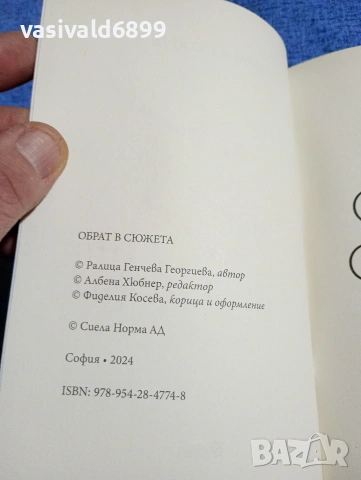 vasivald6899
ОБРАТ В СЮЖЕТА
© Ралица Генчева Георгиева, автор
© Албена Хюбнер, редактор
© Фиделия Косева, корица и оформление
© Сиела Норма АД
София • 2024
ISBN: 978-954-28-4774-8
BAZAR